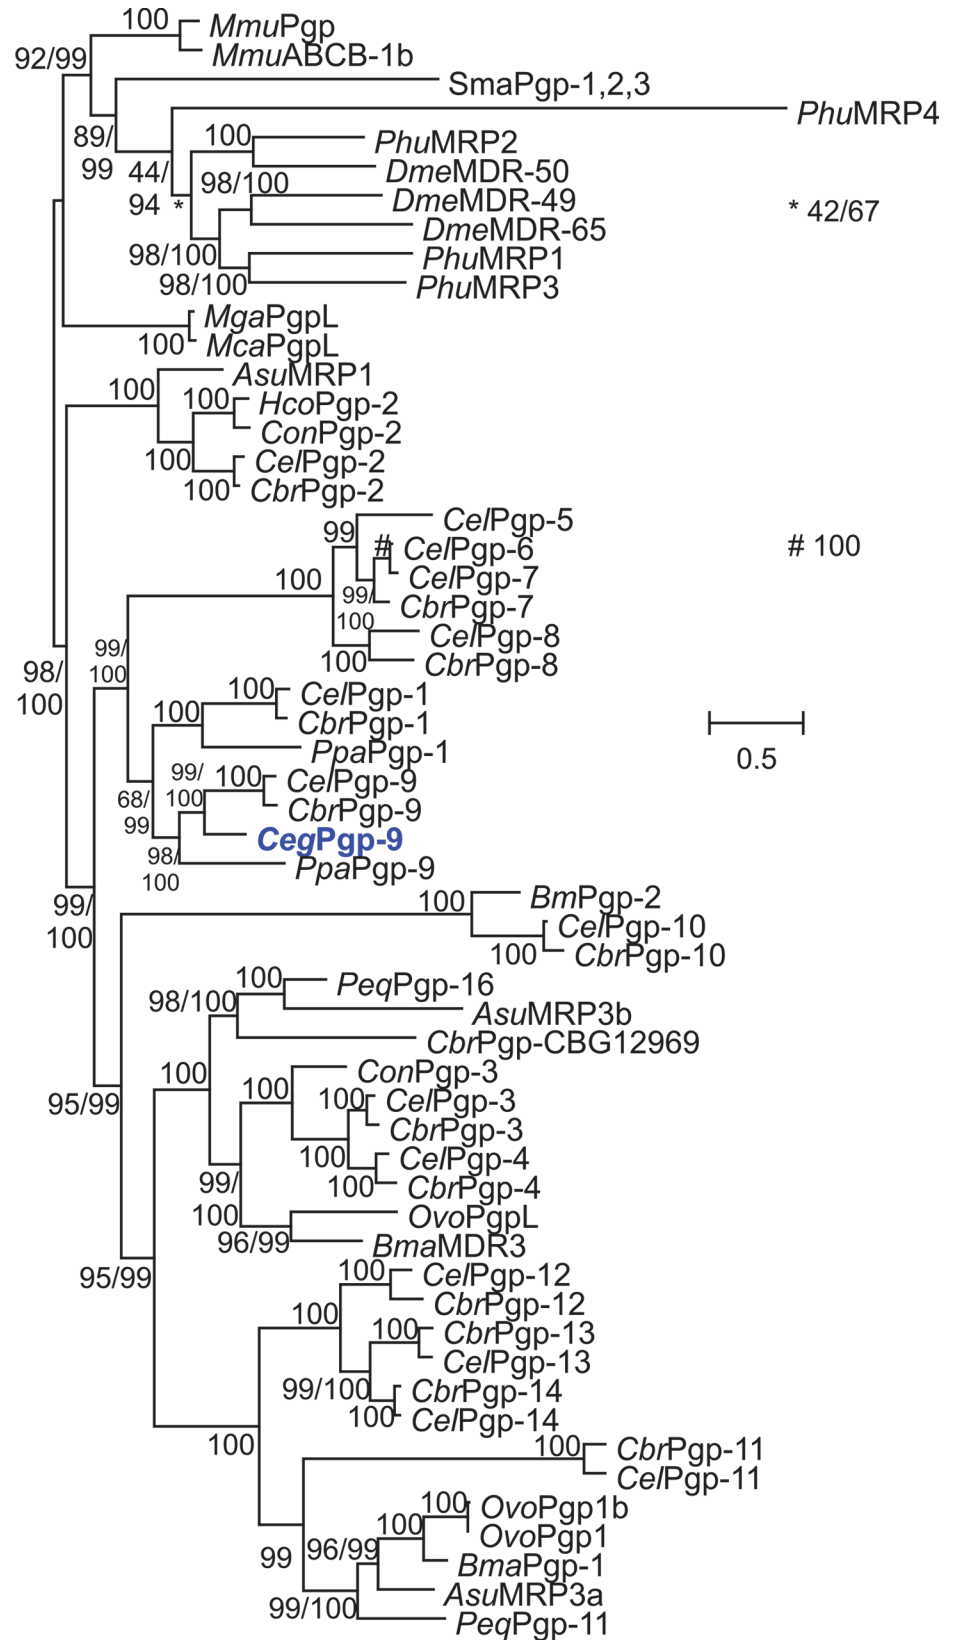 100
MmuPgp
92/99
MmuABCB-1b
SmaPgp-1,2,3
PhuMRP4
89/
99
100
PhuMRP2
44/
94 *
98/100
DmeMDR-50
DmeMDR-49
* 42/67
DmeMDR-65
98/100
PhuMRP1
98/100
PhuMRP3
MgaPgpL
100
McaPgpL
100
AsuMRP1
100
HcoPgp-2
ConPgp-2
100
CelPgp-2
100
CbrPgp-2
99
CelPgp-5
#
CelPgp-6
# 100
100
CelPgp-7
99/
100
CbrPgp-7
CelPgp-8
100
CbrPgp-8
98/
100
99/
100
100
CelPgp-1
100
CbrPgp-1
PpaPgp-1
0.5
99/
100
100
CelPgp-9
68/
99
CbrPgp-9
CegPgp-9
98/
100
PpaPgp-9
99/
100
100
BmPgp-2
CelPgp-10
100
CbrPgp-10
100
PeqPgp-16
98/100
AsuMRP3b
CbrPgp-CBG12969
100
ConPgp-3
95/99
100
100
CelPgp-3
CbrPgp-3
100
CelPgp-4
99/
100
100
CbrPgp-4
OvoPgpL
96/99
BmaMDR3
95/99
100
CelPgp-12
CbrPgp-12
100
100
CbrPgp-13
CelPgp-13
99/100
CbrPgp-14
100
CelPgp-14
100
100
CbrPgp-11
CelPgp-11
100
OvoPgp1b
100
OvoPgp1
99
96/99
BmaPgp-1
AsuMRP3a
99/100
PeqPgp-11